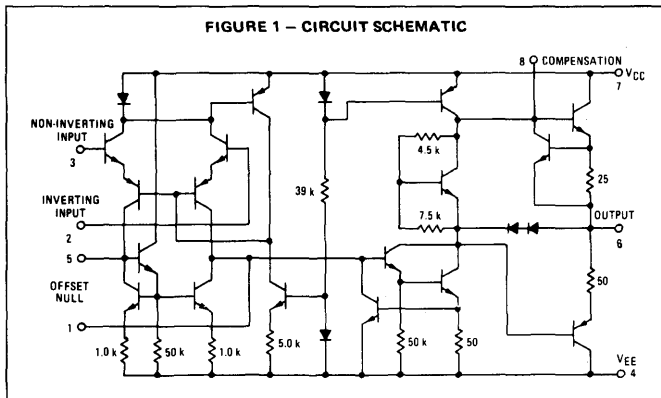 FIGURE 1 – CIRCUIT SCHEMATIC
8 COMPENSATION
VCC
7
NON-INVERTING
INPUT
3
4.5 k
39 k
25
INVERTING
INPUT
2
7.5 k
OUTPUT
6
5
OFFSET
NULL
50
1
1.0 k
50 k
1.0 k
5.0 k
50 k
50
VEE
4